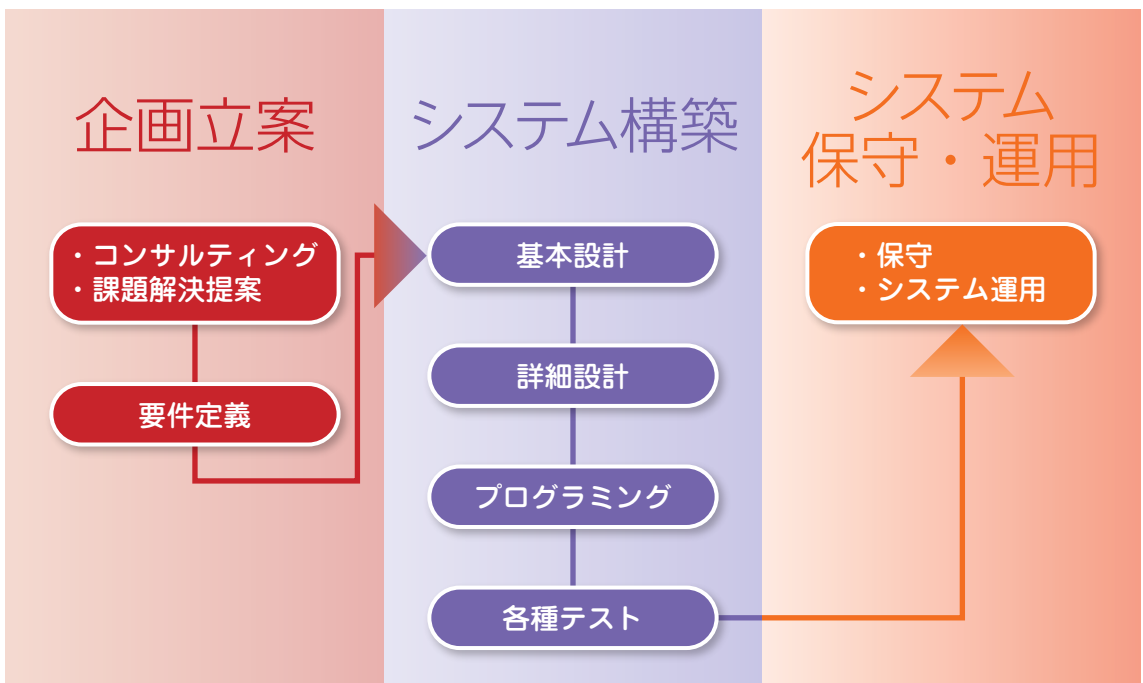 企画立案
・コンサルティング
・課題解決提案
要件定義
システム構築
基本設計
詳細設計
プログラミング
各種テスト
システム
保守・運用
・保守
・システム運用